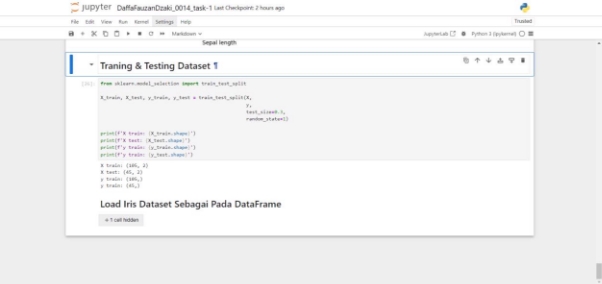 jupyter DaffaFauzanDzaki_0014_task-1 Last Checkpoint: 2 hours ago
File Edit View Run Kernel Settings Help
Trusted
Markdown
JupyterLab
Python 3 (ipykernel)
Sepal length
Traning & Testing Dataset ¶
from sklearn.model_selection import train_test_split
X_train, X_test, y_train, y_test = train_test_split(X,
y,
test_size=0.3,
random_state=1)
print(f'X train: {X_train.shape}')
print(f'X test: {X_test.shape}')
print(f'y train: {y_train.shape}')
print(f'y test: {y_test.shape}')
X train: (105, 2)
X test: (45, 2)
y train: (105,)
y train: (45,)
Load Iris Dataset Sebagai Pada DataFrame
+ 1 cell hidden